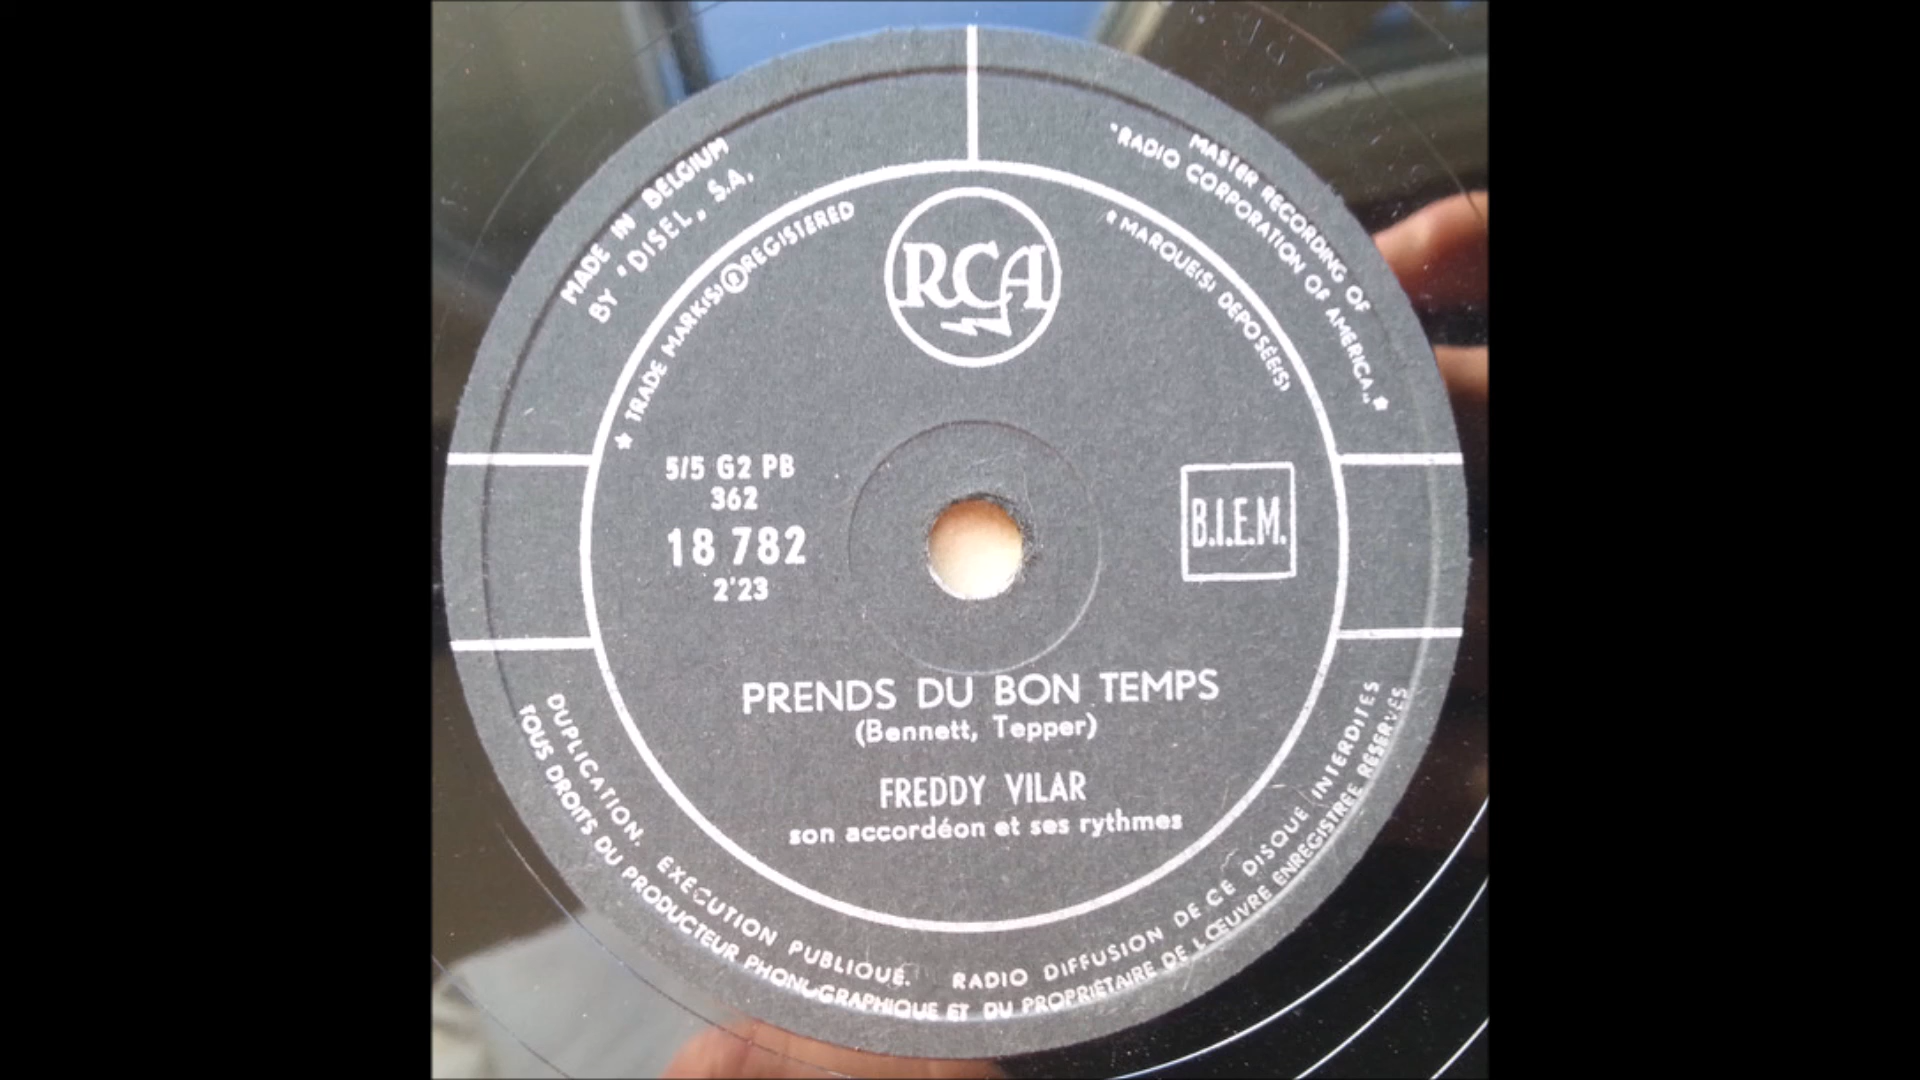 MADE IN BELGIUM
BY "DISEL„ S.A.
MASTER RECORDING OF
"RADIO CORPORATION OF AMERICA„ ★
★ TRADE MARK(S) ® REGISTERED
MARQUE(S) DEPOSÉE(S)
RCA
5/5 G2 PB
362
18 782
2'23
B.I.E.M.
PRENDS DU BON TEMPS
(Bennett, Tepper)
FREDDY VILAR
son accordéon et ses rythmes
DUPLICATION. EXÉCUTION PUBLIQUE. RADIO DIFFUSION DE CE DISQUE INTERDITES
TOUS DROITS DU PRODUCTEUR PHONOGRAPHIQUE ET DU PROPRIÉTAIRE DE L'ŒUVRE ENREGISTRÉE RÉSERVÉS